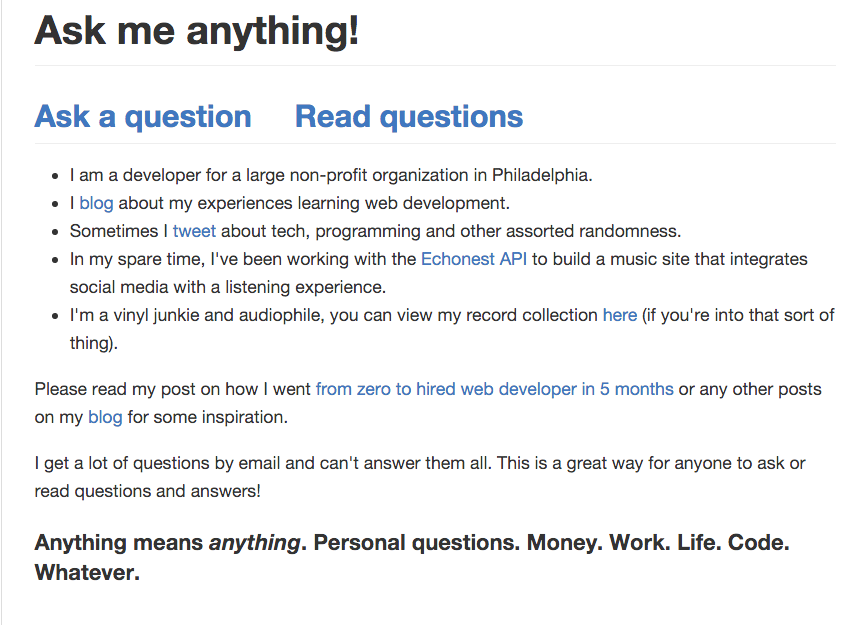 Ask me anything!
Ask a question Read questions
I am a developer for a large non-profit organization in Philadelphia.
I blog about my experiences learning web development.
Sometimes I tweet about tech, programming and other assorted randomness.
In my spare time, I've been working with the Echonest API to build a music site that integrates
social media with a listening experience.
I'm a vinyl junkie and audiophile, you can view my record collection here (if you're into that sort of
thing).
Please read my post on how I went from zero to hired web developer in 5 months or any other posts
on my blog for some inspiration.
I get a lot of questions by email and can't answer them all. This is a great way for anyone to ask or
read questions and answers!
Anything means anything. Personal questions. Money. Work. Life. Code.
Whatever.